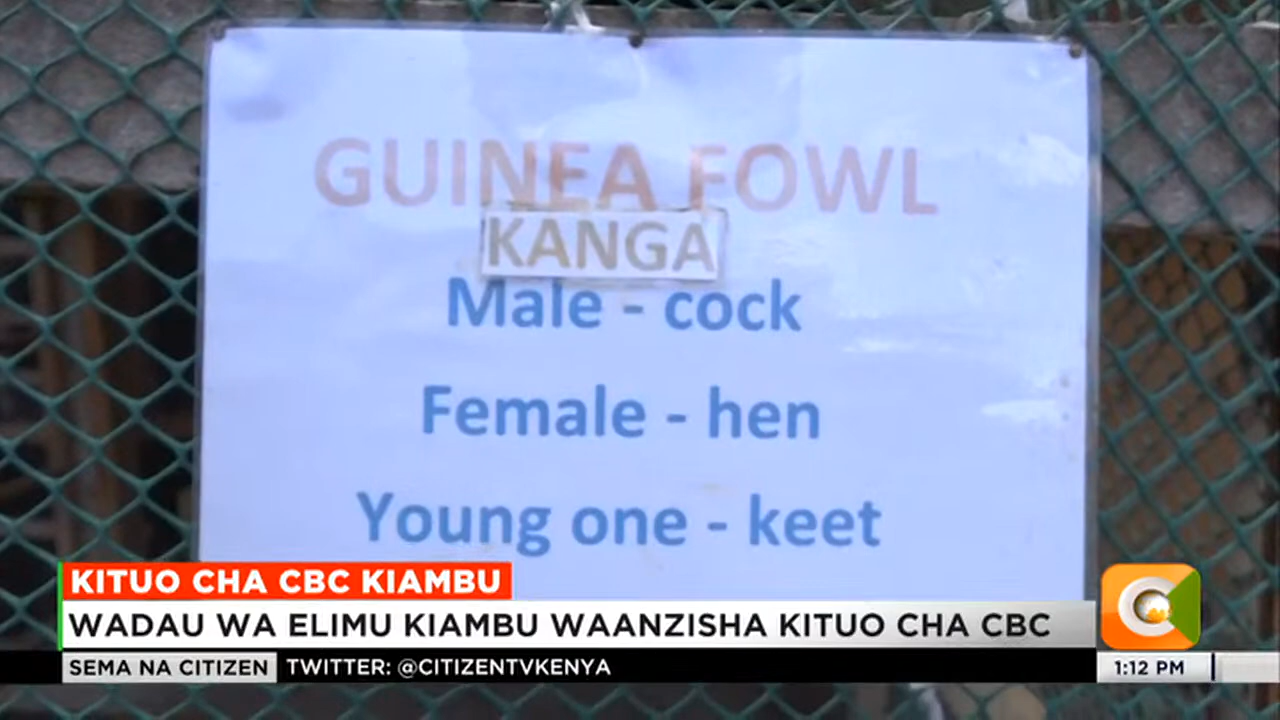 GUINEA FOWL
KANGA
Male - cock
Female - hen
Young one - keet
KITUO CHA CBC KIAMBU
WADAU WA ELIMU KIAMBU WAANZISHA KITUO CHA CBC
SEMA NA CITIZEN TWITTER: @CITIZENTVKENYA
1:12 PM